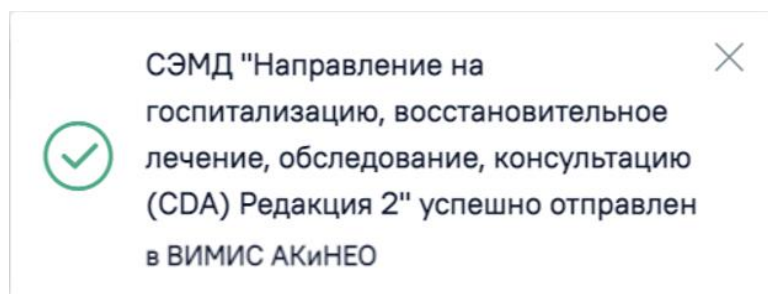 СЭМД "Направление на
госпитализацию, восстановительное
лечение, обследование, консультацию
(CDA) Редакция 2" успешно отправлен
в ВИМИС АКиНЕО